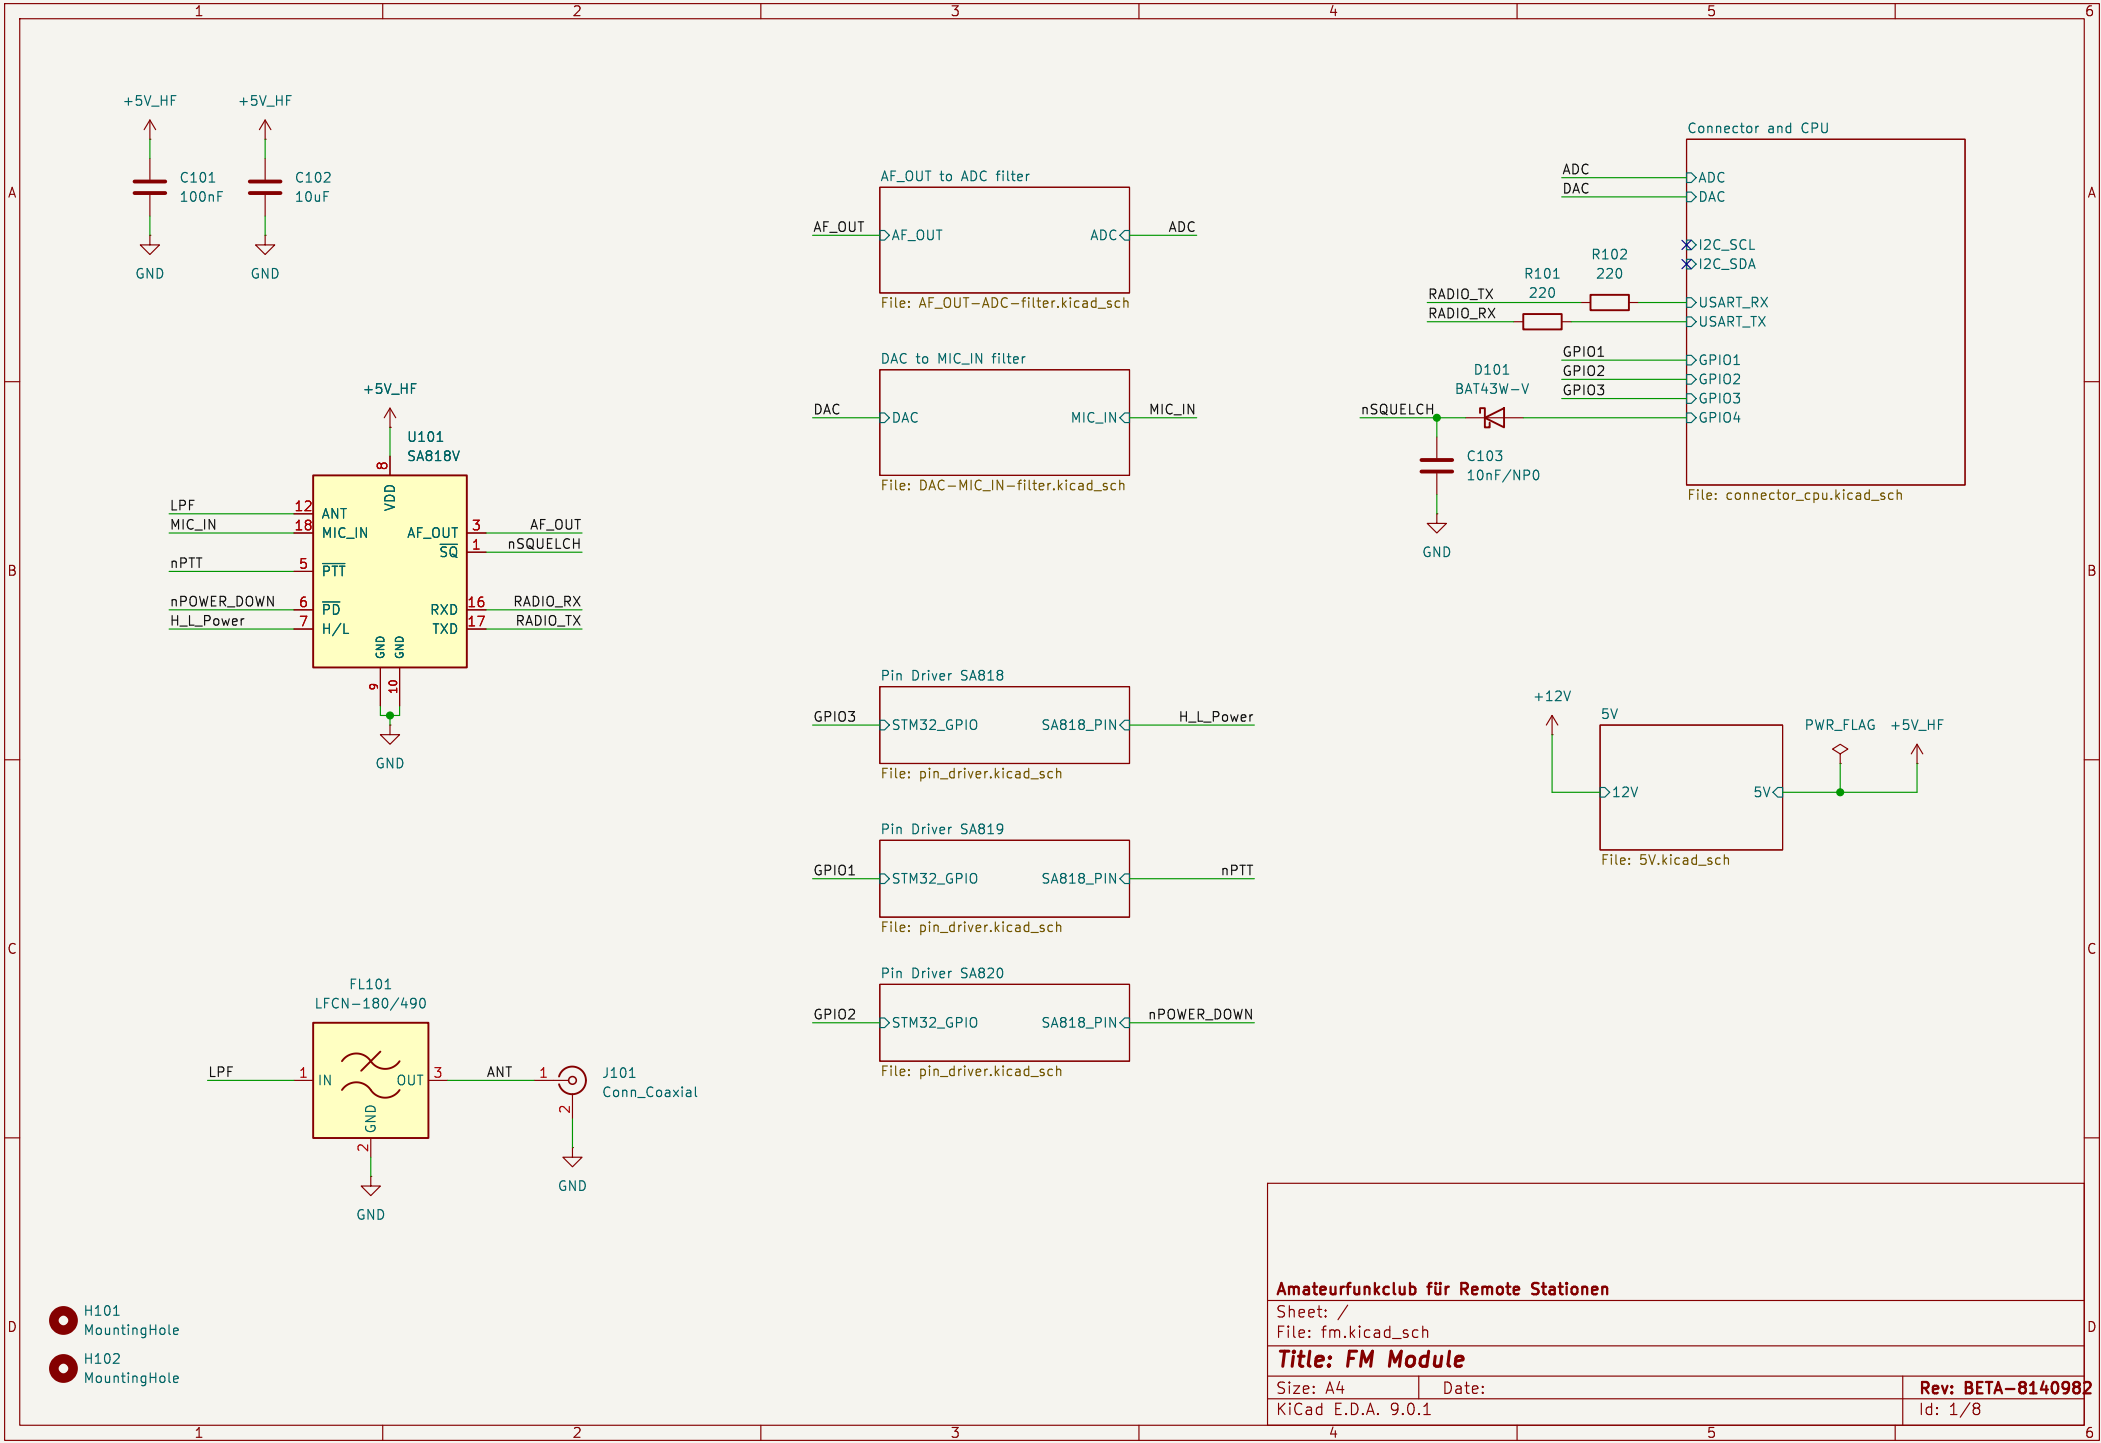 1 2 3 4 5 6
A
B
C
D
A
B
C
D
+5V_HF
C101
100nF
GND
+5V_HF
C102
10uF
GND
+5V_HF
U101
SA818V
8
VDD
LPF
12
ANT
MIC_IN
18
MIC_IN
nPTT
5
PTT
nPOWER_DOWN
6
PD
H_L_Power
7
H/L
AF_OUT
3
AF_OUT
SQ
1
nSQUELCH
RXD
16
RADIO_RX
TXD
17
RADIO_TX
GND
GND
9
10
GND
FL101
LFCN-180/490
LPF
1
IN
OUT
3
GND
2
GND
ANT
1
J101
Conn_Coaxial
2
GND
H101
MountingHole
H102
MountingHole
AF_OUT to ADC filter
AF_OUT
AF_OUT
ADC
ADC
File: AF_OUT-ADC-filter.kicad_sch
DAC to MIC_IN filter
DAC
DAC
MIC_IN
MIC_IN
File: DAC-MIC_IN-filter.kicad_sch
Pin Driver SA818
GPIO3
STM32_GPIO
SA818_PIN
H_L_Power
File: pin_driver.kicad_sch
Pin Driver SA819
GPIO1
STM32_GPIO
SA818_PIN
nPTT
File: pin_driver.kicad_sch
Pin Driver SA820
GPIO2
STM32_GPIO
SA818_PIN
nPOWER_DOWN
File: pin_driver.kicad_sch
Connector and CPU
ADC
ADC
DAC
DAC
I2C_SCL
I2C_SDA
R102
220
R101
220
RADIO_TX
USART_RX
RADIO_RX
USART_TX
GPIO1
GPIO1
GPIO2
GPIO2
GPIO3
GPIO3
D101
BAT43W-V
nSQUELCH
GPIO4
C103
10nF/NP0
GND
File: connector_cpu.kicad_sch
+12V
5V
12V
5V
PWR_FLAG
+5V_HF
File: 5V.kicad_sch
Amateurfunkclub für Remote Stationen
Sheet: /
File: fm.kicad_sch
Title: FM Module
Size: A4
Date:
Rev: BETA-8140982
KiCad E.D.A. 9.0.1
Id: 1/8
1 2 3 4 5 6